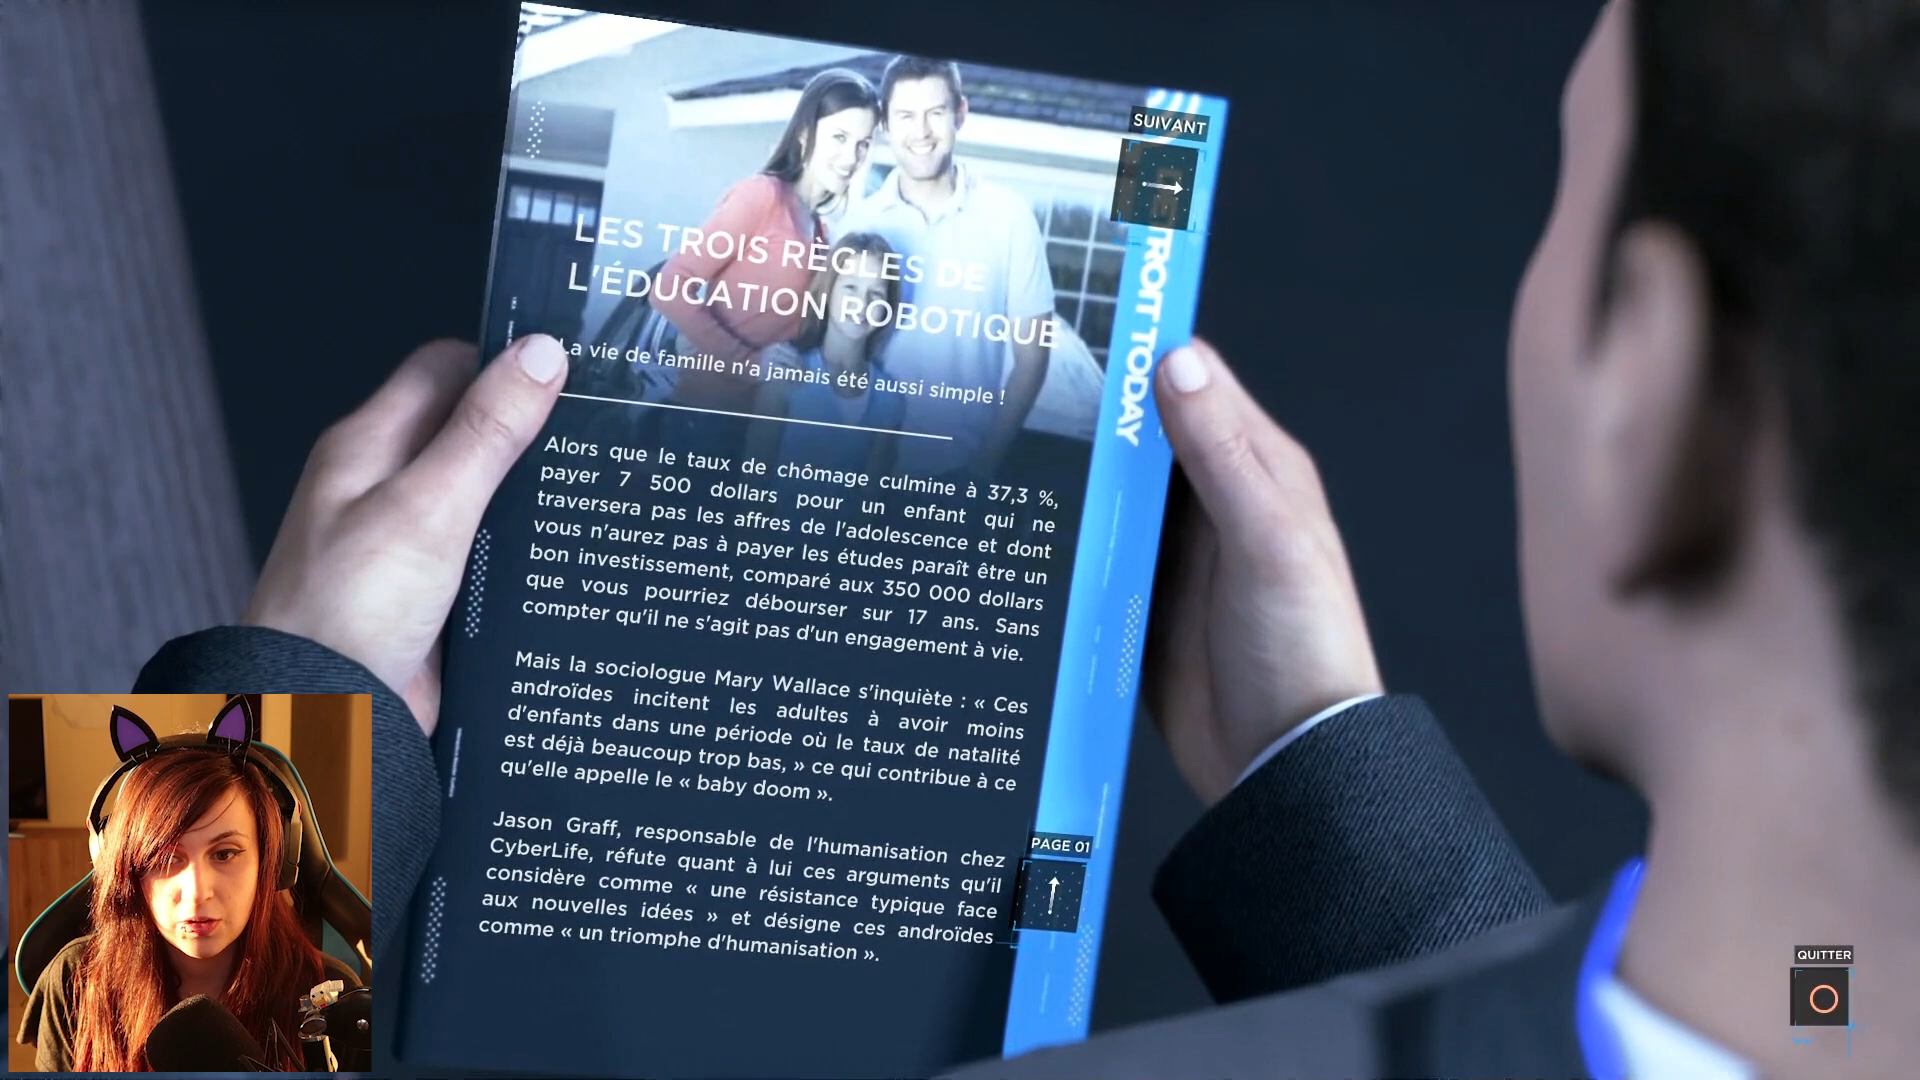 SUIVANT
LES TROIS RÈGLES DE
L'ÉDUCATION ROBOTIQUE
La vie de famille n'a jamais été aussi simple !
TROIT TODAY
Alors que le taux de chômage culmine à 37,3 %,
payer 7 500 dollars pour un enfant qui ne
traversera pas les affres de l'adolescence et dont
vous n'aurez pas à payer les études paraît être un
bon investissement, comparé aux 350 000 dollars
que vous pourriez débourser sur 17 ans. Sans
compter qu'il ne s'agit pas d'un engagement à vie.
Mais la sociologue Mary Wallace s'inquiète : « Ces
androïdes incitent les adultes à avoir moins
d'enfants dans une période où le taux de natalité
est déjà beaucoup trop bas, » ce qui contribue à ce
qu'elle appelle le « baby doom ».
Jason Graff, responsable de l'humanisation chez
CyberLife, réfute quant à lui ces arguments qu'il
considère comme « une résistance typique face
aux nouvelles idées » et désigne ces androïdes
comme « un triomphe d'humanisation ».
PAGE 01
QUITTER